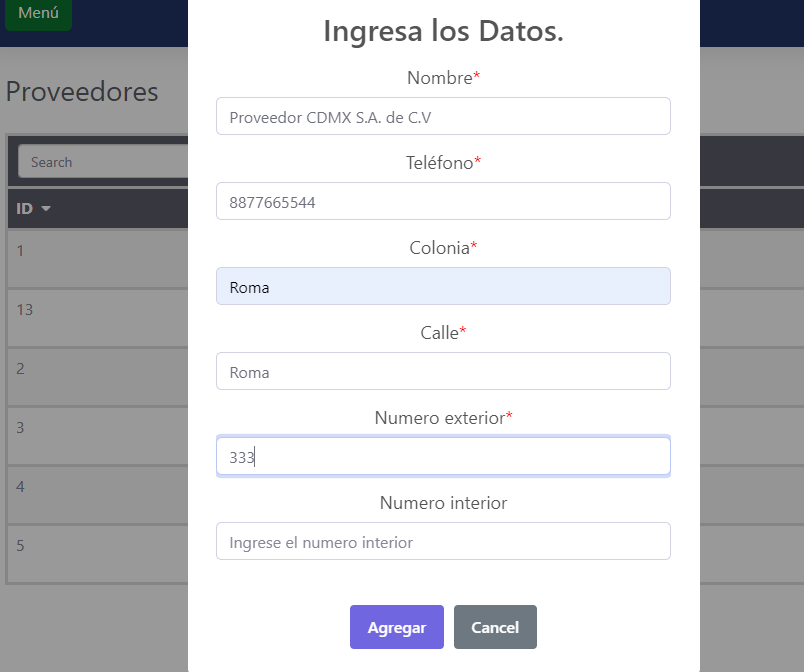 Menú
Proveedores
Search
ID
1
13
2
3
4
5
Ingresa los Datos.
Nombre*
Proveedor CDMX S.A. de C.V
Teléfono*
8877665544
Colonia*
Roma
Calle*
Roma
Numero exterior*
333
Numero interior
Ingrese el numero interior
Agregar
Cancel